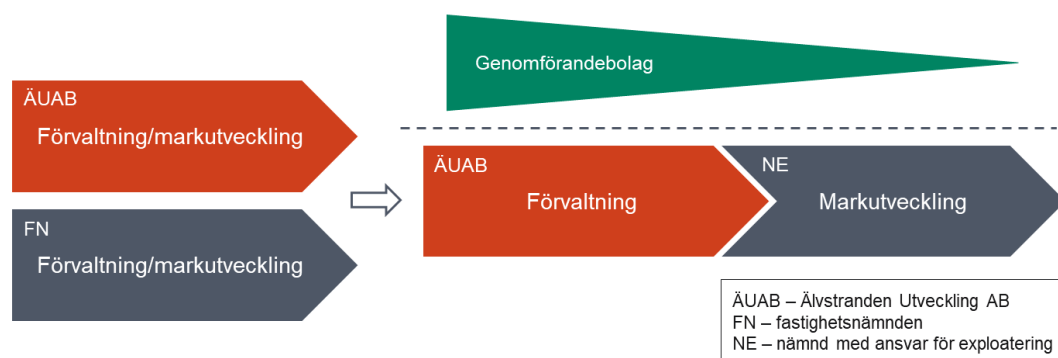 ÄUAB
Förvaltning/markutveckling
FN
Förvaltning/markutveckling
Genomförandebolag
ÄUAB
Förvaltning
NE
Markutveckling
ÄUAB – Älvstranden Utveckling AB
FN – fastighetsnämnden
NE – nämnd med ansvar för exploatering